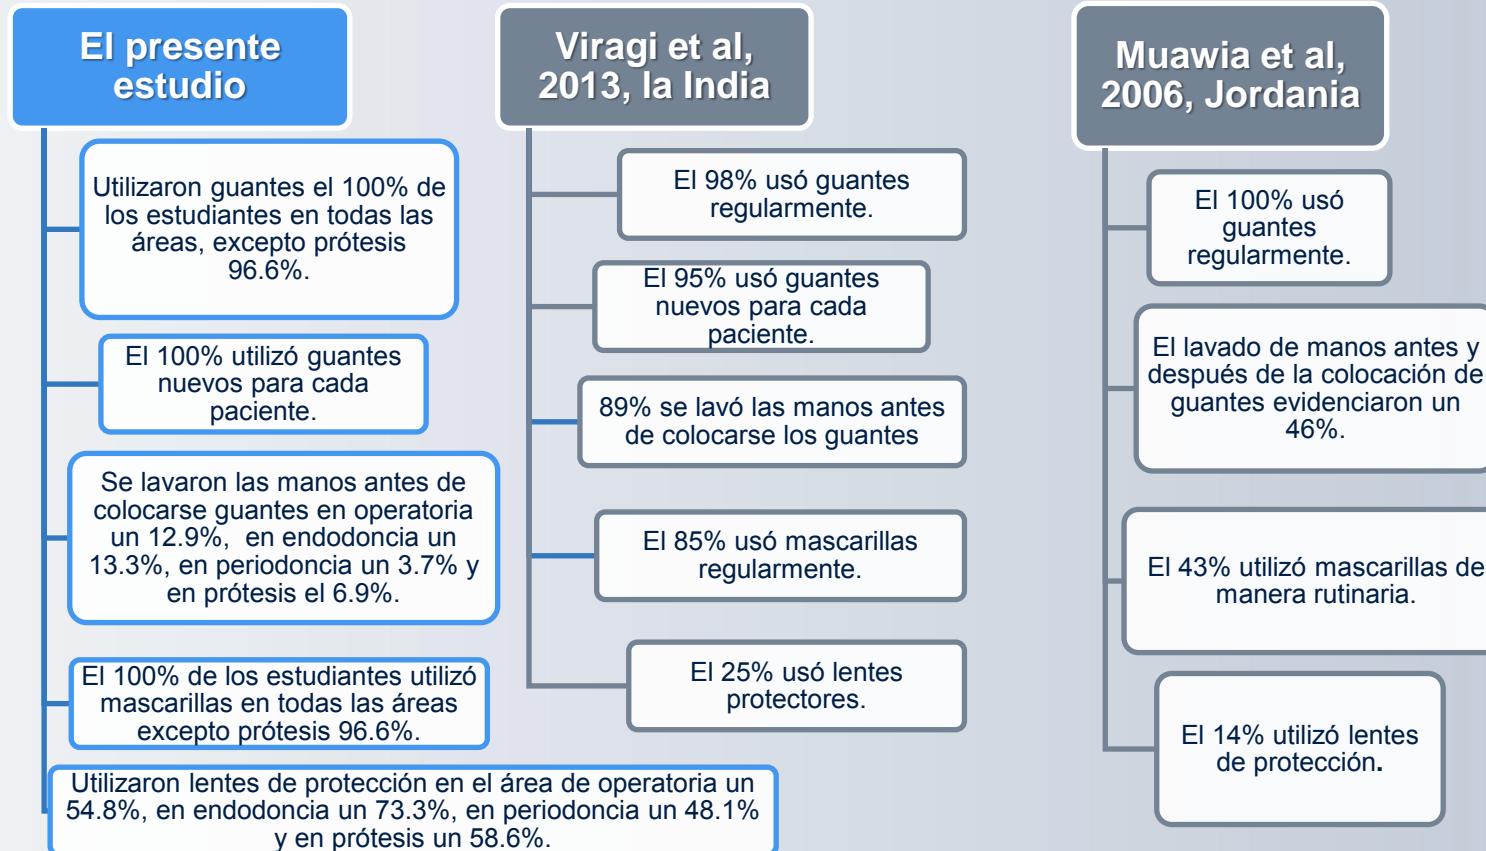 El presente
estudio
Utilizaron guantes el 100% de
los estudiantes en todas las
áreas, excepto prótesis
96.6%.
El 100% utilizó guantes
nuevos para cada
paciente.
Se lavaron las manos antes de
colocarse guantes en operatoria
un 12.9%, en endodoncia un
13.3%, en periodoncia un 3.7% y
en prótesis el 6.9%.
El 100% de los estudiantes utilizó
mascarillas en todas las áreas
excepto prótesis 96.6%.
Utilizaron lentes de protección en el área de operatoria un
54.8%, en endodoncia un 73.3%, en periodoncia un 48.1%
y en prótesis un 58.6%.
Viragi et al,
2013, la India
El 98% usó guantes
regularmente.
El 95% usó guantes
nuevos para cada
paciente.
89% se lavó las manos antes
de colocarse los guantes
El 85% usó mascarillas
regularmente.
El 25% usó lentes
protectores.
Muawia et al,
2006, Jordania
El 100% usó
guantes
regularmente.
El lavado de manos antes y
después de la colocación de
guantes evidenciaron un
46%.
El 43% utilizó mascarillas de
manera rutinaria.
El 14% utilizó lentes
de protección.